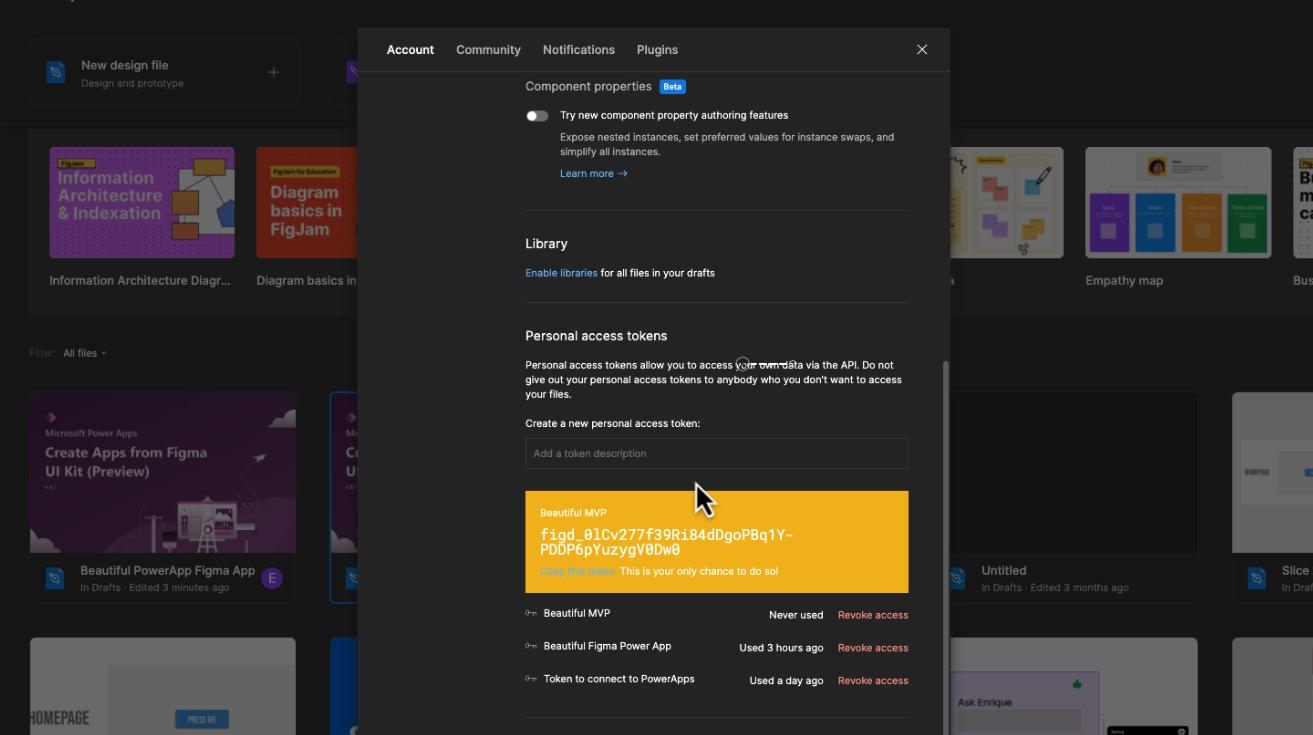 Account Community Notifications Plugins
New design file
Design and prototype
Component properties Beta
Try new component property authoring features
Expose nested instances, set preferred values for instance swaps, and
simplify all instances.
Learn more →
FigJam
Information
Architecture
& Indexation
FigJam for Education
Diagram
basics in
FigJam
Information Architecture Diagr...
Diagram basics in
Empathy map
Library
Enable libraries for all files in your drafts
Personal access tokens
Filter: All files
Personal access tokens allow you to access your own data via the API. Do not
give out your personal access tokens to anybody who you don't want to access
your files.
Create a new personal access token:
Add a token description
Microsoft Power Apps
Create Apps from Figma
UI Kit (Preview)
Beautiful MVP
figd_0lCv277f39Ri84dDgoPBq1Y-
PDDP6pYuzygV0Dw0
Copy this token. This is your only chance to do so!
Beautiful PowerApp Figma App E
In Drafts · Edited 3 minutes ago
Untitled
In Drafts · Edited 3 months ago
Slice
Beautiful MVP Never used Revoke access
Beautiful Figma Power App Used 3 hours ago Revoke access
Token to connect to PowerApps Used a day ago Revoke access
HOMEPAGE
PRESS ME
Ask Enrique